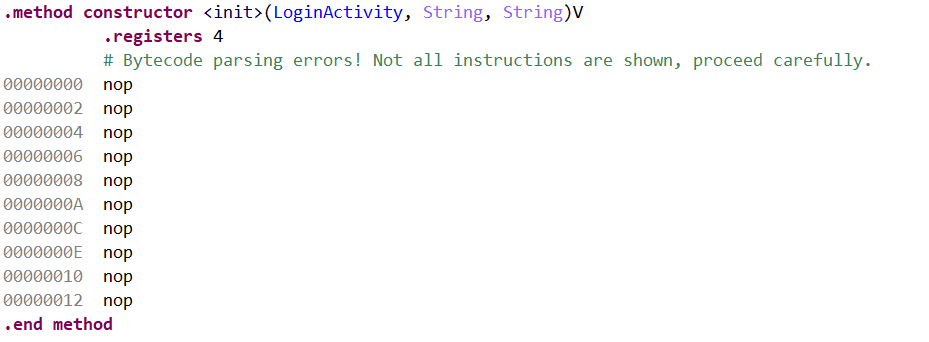 .method constructor <init>(LoginActivity, String, String)V
.registers 4
# Bytecode parsing errors! Not all instructions are shown, proceed carefully.
00000000 nop
00000002 nop
00000004 nop
00000006 nop
00000008 nop
0000000A nop
0000000C nop
0000000E nop
00000010 nop
00000012 nop
.end method